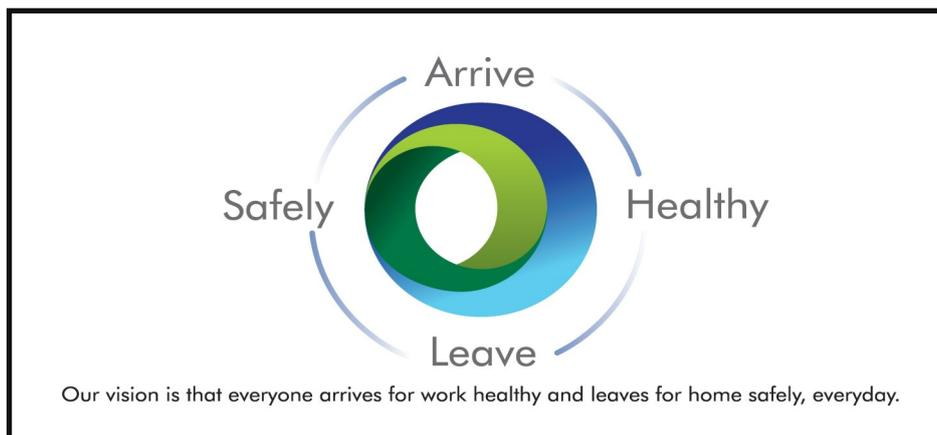 Arrive
Safely
Healthy
Leave
Our vision is that everyone arrives for work healthy and leaves for home safely, everyday.